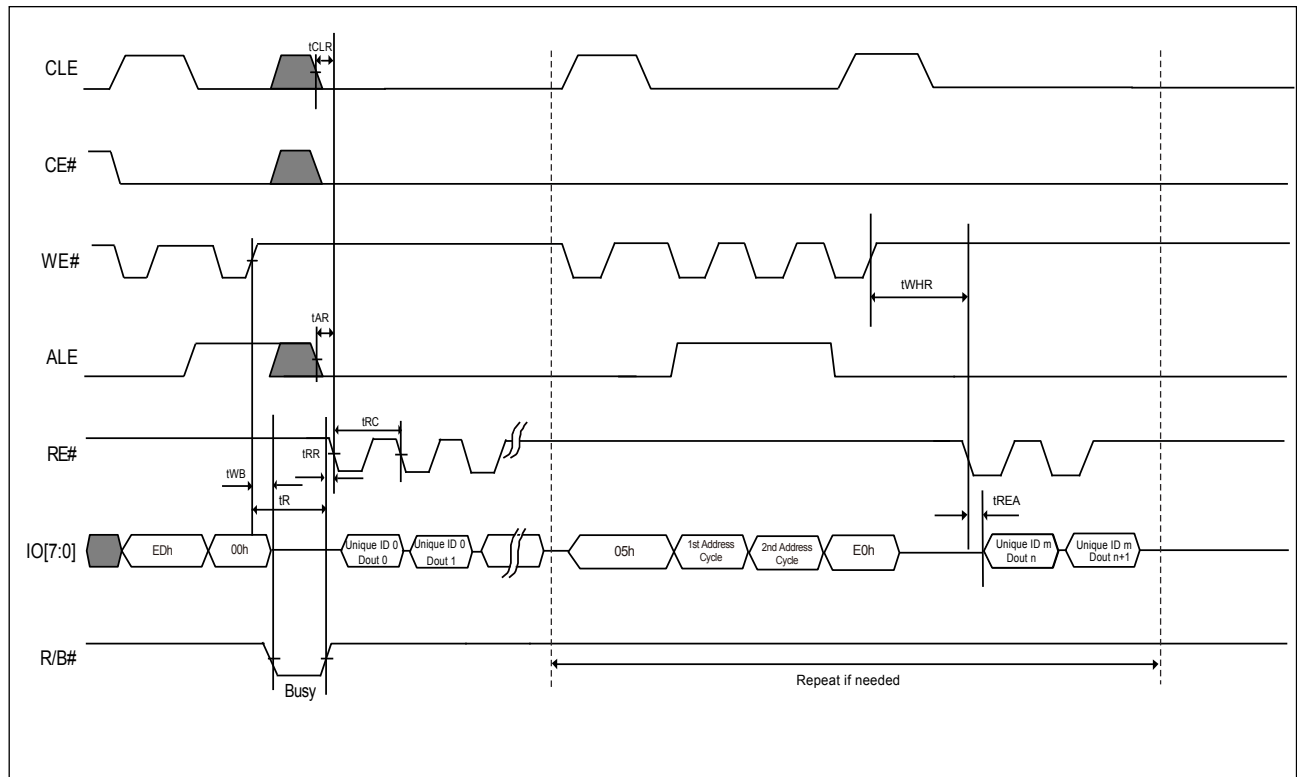 tCLR
CLE
CE#
WE#
tWHR
tAR
ALE
tRC
RE#
tRR
tWB
tR
tREA
IO[7:0]
EDh
00h
Unique ID 0
Dout 0
Unique ID 0
Dout 1
05h
1st Address
Cycle
2nd Address
Cycle
E0h
Unique ID m
Dout n
Unique ID m
Dout n+1
R/B#
Busy
Repeat if needed